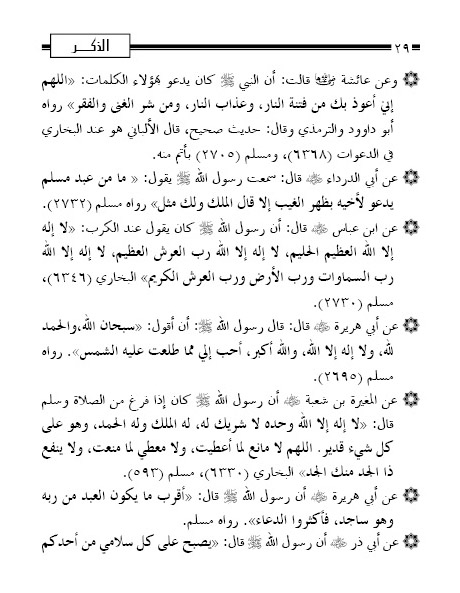 ٢٩ الذكر
وعن عائشة رضي الله عنها قالت: أن النبي ﷺ كان يدعو بهؤلاء الكلمات: «اللهم
إني أعوذ بك من فتنة النار، وعذاب النار، ومن شر الغنى والفقر» رواه
أبو داوود والترمذي وقال: حديث صحيح، قال الألباني هو عند البخاري
في الدعوات (٦٣٦٨)، ومسلم (٢٧٠٥) بأتم منه.
عن أبي الدرداء رضي الله عنه قال: سمعت رسول الله ﷺ يقول: « ما من عبد مسلم
يدعو لأخيه بظهر الغيب إلا قال الملك ولك مثل» رواه مسلم (٢٧٣٢).
عن ابن عباس رضي الله عنه قال: أن رسول الله ﷺ كان يقول عند الكرب: «لا إله
إلا الله العظيم الحليم، لا إله إلا الله رب العرش العظيم، لا إله إلا الله
رب السماوات ورب الأرض ورب العرش الكريم» البخاري (٦٣٤٦)،
مسلم (٢٧٣٠).
عن أبي هريرة رضي الله عنه قال: قال رسول الله ﷺ: أن أقول: «سبحان الله،والحمد
لله، ولا إله إلا الله، والله أكبر، أحب إلي مما طلعت عليه الشمس». رواه
مسلم (٢٦٩٥).
عن المغيرة بن شعبة رضي الله عنه أن رسول الله ﷺ كان إذا فرغ من الصلاة وسلم
قال: «لا إله إلا الله وحده لا شريك له، له الملك وله الحمد، وهو على
كل شيء قدير. اللهم لا مانع لما أعطيت، ولا معطي لما منعت، ولا ينفع
ذا الجد منك الجد» البخاري (٦٣٣٠)، مسلم (٥٩٣).
عن أبي هريرة رضي الله عنه أن رسول الله ﷺ قال: «أقرب ما يكون العبد من ربه
وهو ساجد، فأكثروا الدعاء». رواه مسلم.
عن أبي ذر رضي الله عنه أن رسول الله ﷺ قال: «يصبح على كل سلامي من أحدكم